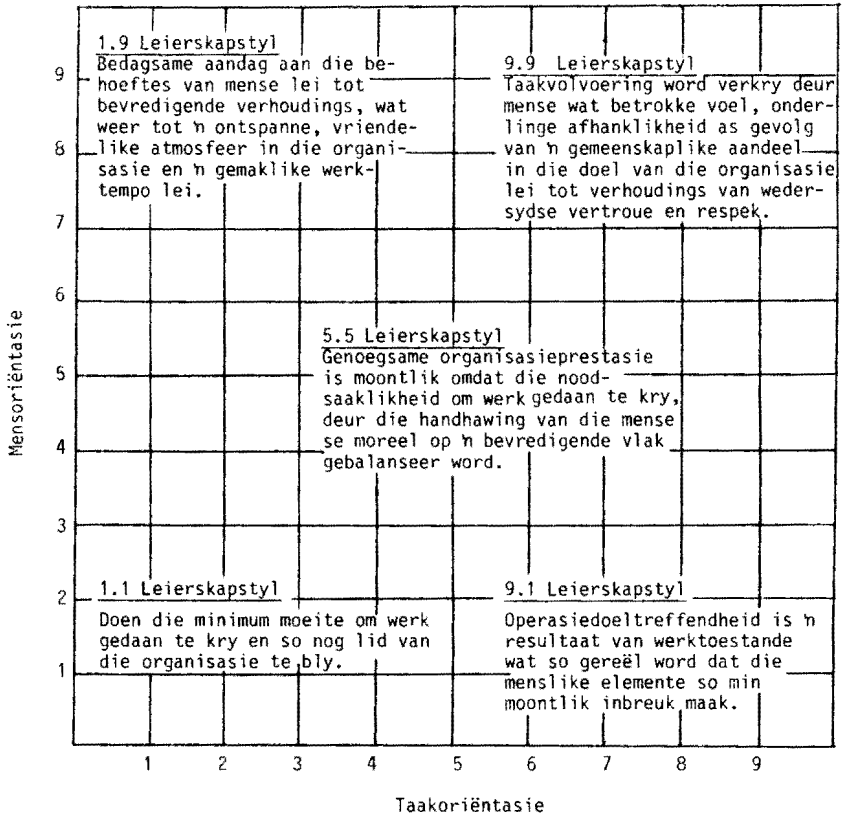 1.9 Leierskapstyl
Bedagsame aandag aan die be-
hoeftes van mense lei tot
bevredigende verhoudings, wat
weer tot 'n ontspanne, vriende-
like atmosfeer in die organi-
sasie en 'n gemaklike werk-
tempo lei.
9.9 Leierskapstyl
Taakvolvoering word verkry deur
mense wat betrokke voel, onder-
linge afhanklikheid as gevolg
van 'n gemeenskaplike aandeel
in die doel van die organisasie
lei tot verhoudings van weder-
sydse vertroue en respek.
5.5 Leierskapstyl
Genoegsame organisasieprestasie
is moontlik omdat die nood-
saaklikheid om werk gedaan te kry,
deur die handhawing van die mense
se moreel op 'n bevredigende vlak
gebalanseer word.
1.1 Leierskapstyl
Doen die minimum moeite om werk
gedaan te kry en so nog lid van
die organisasie te bly.
9.1 Leierskapstyl
Operasiedoeltreffendheid is 'n
resultaat van werktoestande
wat so gereël word dat die
menslike elemente so min
moontlik inbreuk maak.
Mensoriëntasie
9
8
7
6
5
4
3
2
1
1 2 3 4 5 6 7 8 9
Taakoriëntasie